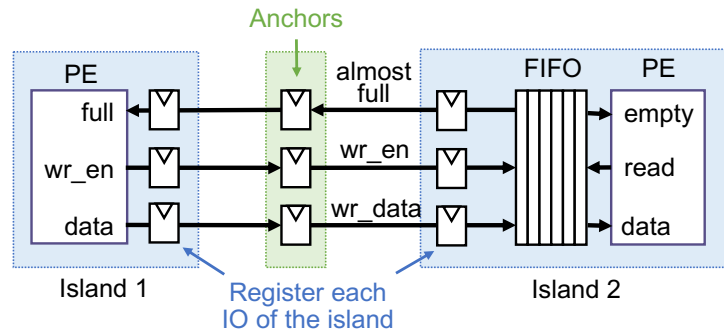 Anchors
PE
almost
full
FIFO
PE
full
empty
wr_en
wr_en
read
data
wr_data
data
Island 1
Register each
IO of the island
Island 2